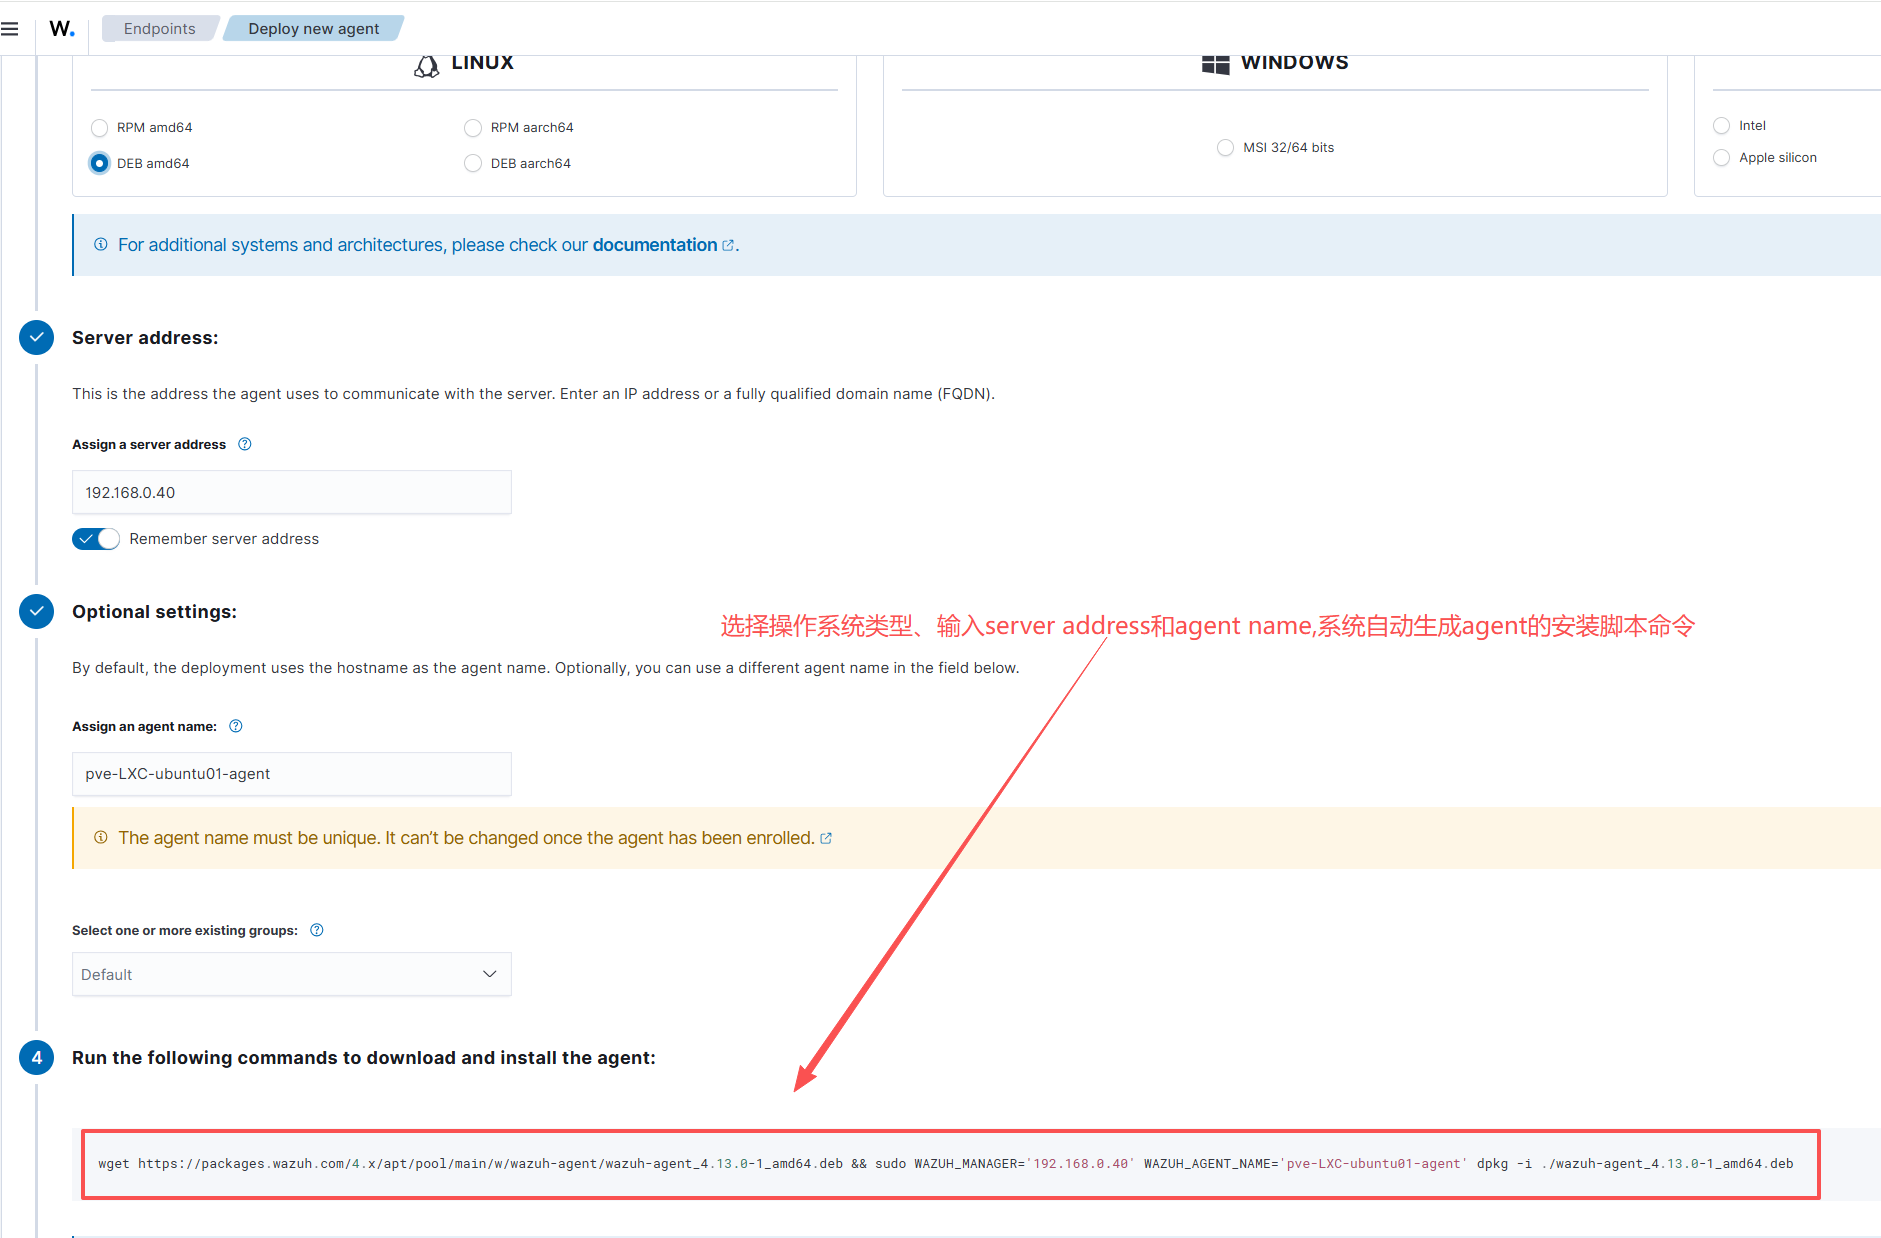 W.
Endpoints
Deploy new agent
LINUX
WINDOWS
RPM amd64
RPM aarch64
DEB amd64
DEB aarch64
MSI 32/64 bits
Intel
Apple silicon
For additional systems and architectures, please check our documentation.
Server address:
This is the address the agent uses to communicate with the server. Enter an IP address or a fully qualified domain name (FQDN).
Assign a server address
192.168.0.40
Remember server address
Optional settings:
选择操作系统类型、输入server address和agent name,系统自动生成agent的安装脚本命令
By default, the deployment uses the hostname as the agent name. Optionally, you can use a different agent name in the field below.
Assign an agent name:
pve-LXC-ubuntu01-agent
The agent name must be unique. It can’t be changed once the agent has been enrolled.
Select one or more existing groups:
Default
4
Run the following commands to download and install the agent:
wget https://packages.wazuh.com/4.x/apt/pool/main/w/wazuh-agent/wazuh-agent_4.13.0-1_amd64.deb && sudo WAZUH_MANAGER='192.168.0.40' WAZUH_AGENT_NAME='pve-LXC-ubuntu01-agent' dpkg -i ./wazuh-agent_4.13.0-1_amd64.deb